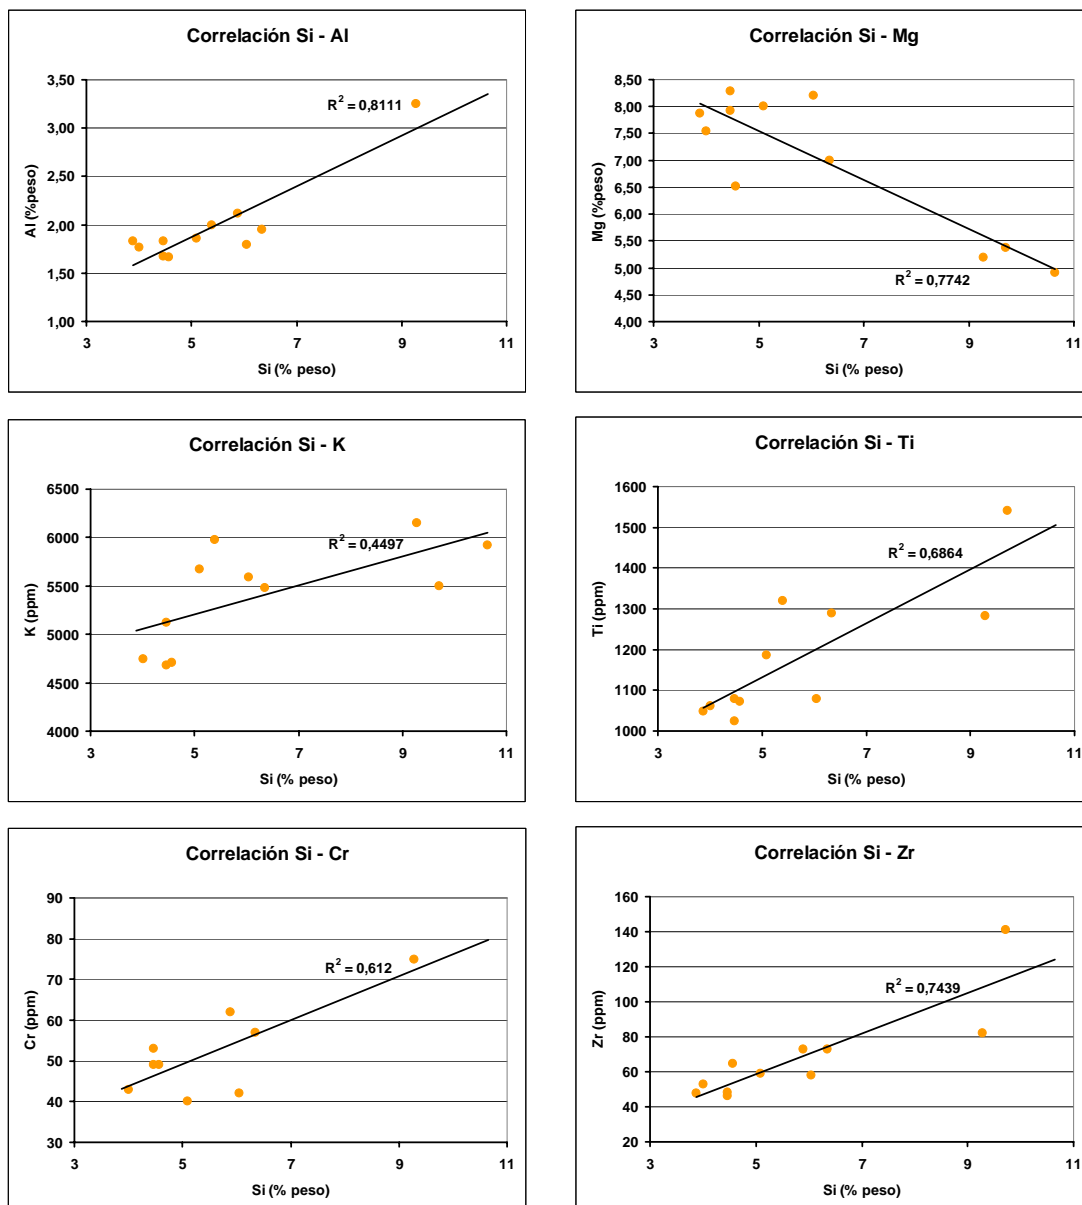 Correlación Si - Al
3,50
3,00
2,50
2,00
1,50
1,00
Al (%peso)
R² = 0,8111
3 5 7 9 11
Si (% peso)
Correlación Si - Mg
8,50
8,00
7,50
7,00
6,50
6,00
5,50
5,00
4,50
4,00
Mg (%peso)
R² = 0,7742
3 5 7 9 11
Si (% peso)
Correlación Si - K
6500
6000
5500
5000
4500
4000
K (ppm)
R² = 0,4497
3 5 7 9 11
Si (% peso)
Correlación Si - Ti
1600
1500
1400
1300
1200
1100
1000
Ti (ppm)
R² = 0,6864
3 5 7 9 11
Si (% peso)
Correlación Si - Cr
90
80
70
60
50
40
30
Cr (ppm)
R² = 0,612
3 5 7 9 11
Si (% peso)
Correlación Si - Zr
160
140
120
100
80
60
40
20
Zr (ppm)
R² = 0,7439
3 5 7 9 11
Si (% peso)